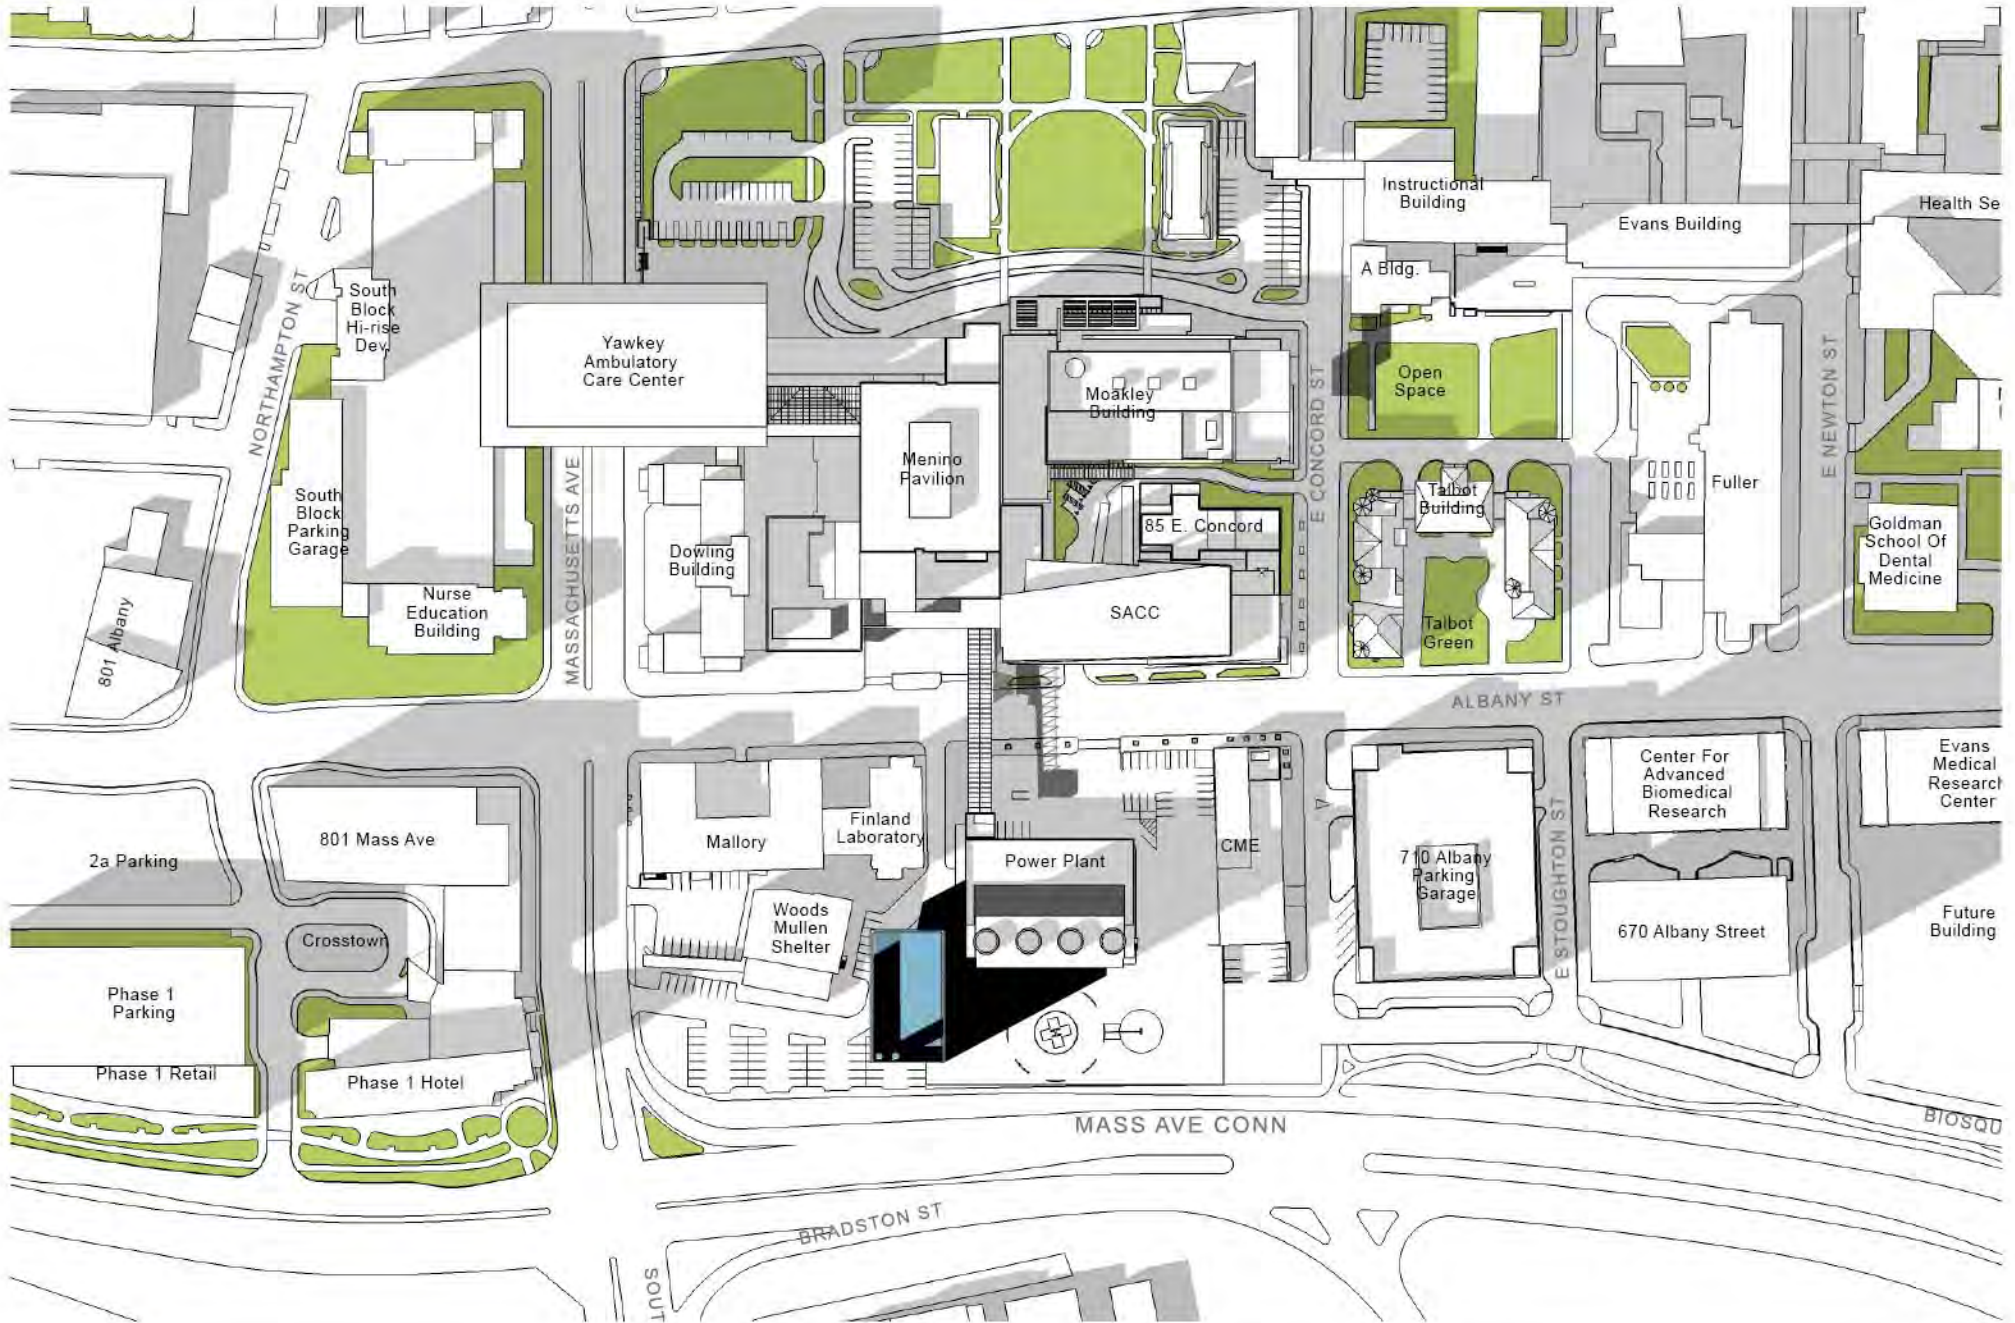 Instructional
Building
Evans Building
Health Se
A Bldg.
South
Block
Hi-rise
Dev.
NORTHAMPTON ST
Yawkey
Ambulatory
Care Center
Moakley
Building
Open
Space
E CONCORD ST
E NEWTON ST
Menino
Pavilion
South
Block
Parking
Garage
MASSACHUSETTS AVE
Dowling
Building
85 E. Concord
Talbot
Building
Fuller
Goldman
School Of
Dental
Medicine
Nurse
Education
Building
801 Albany
SACC
Talbot
Green
ALBANY ST
Center For
Advanced
Biomedical
Research
Evans
Medical
Research
Center
2a Parking
801 Mass Ave
Mallory
Finland
Laboratory
Power Plant
CME
710 Albany
Parking
Garage
E STOUGHTON ST
Crosstown
Woods
Mullen
Shelter
670 Albany Street
Future
Building
Phase 1
Parking
Phase 1 Retail
Phase 1 Hotel
MASS AVE CONN
BIOSQU
BRADSTON ST
SOUT